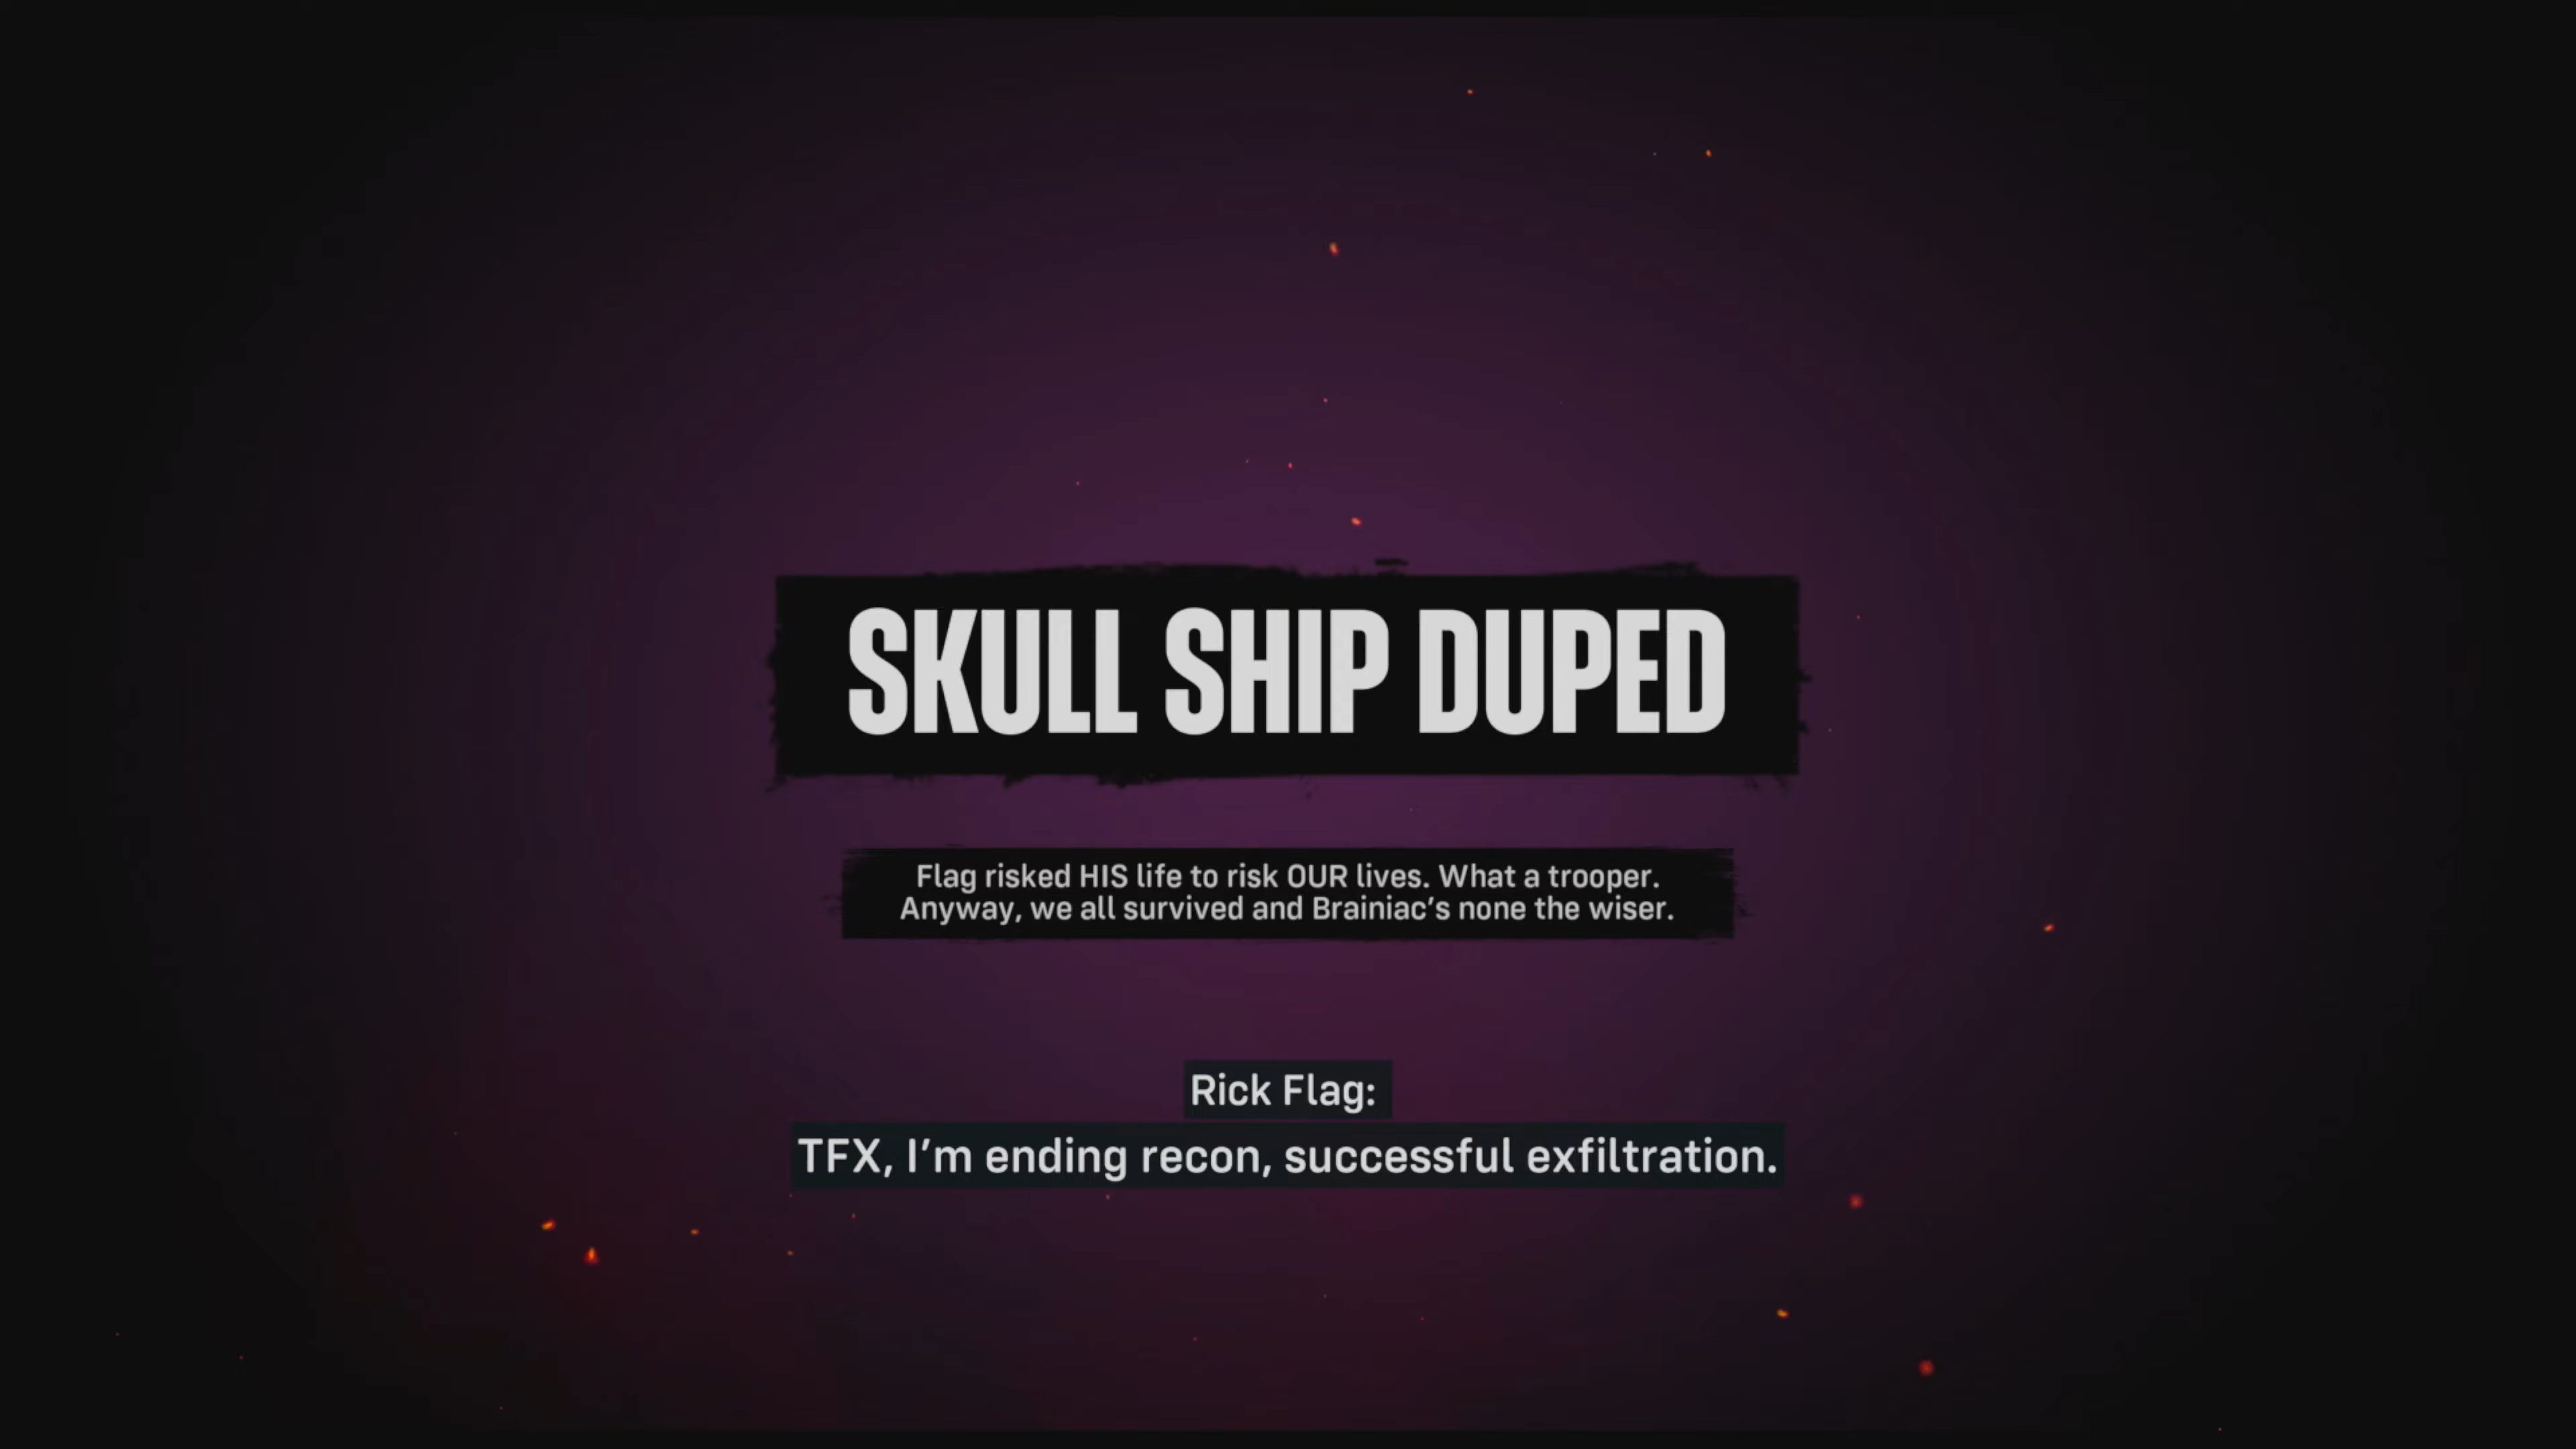 SKULL SHIP DUPED
Flag risked HIS life to risk OUR lives. What a trooper.
Anyway, we all survived and Brainiac’s none the wiser.
Rick Flag:
TFX, I’m ending recon, successful exfiltration.